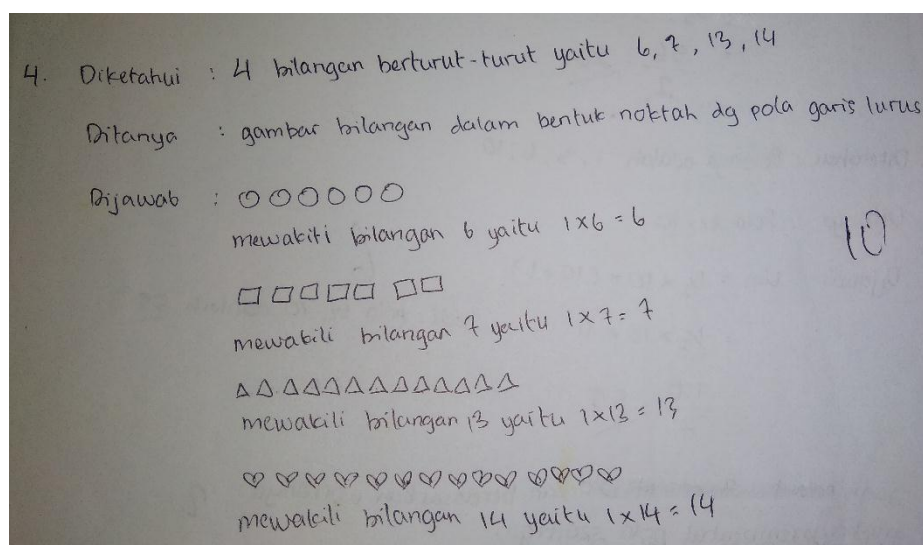 4. Diketahui : 4 bilangan berturut-turut yaitu 6, 7, 13, 14
Ditanya : gambar bilangan dalam bentuk noktah dg pola garis lurus
Dijawab :
mewakili bilangan 6 yaitu 1x6 = 6
10
mewakili bilangan 7 yaitu 1 x 7 = 7
mewakili bilangan 13 yaitu 1x13 = 13
mewakili bilangan 14 yaitu 1x14 = 14